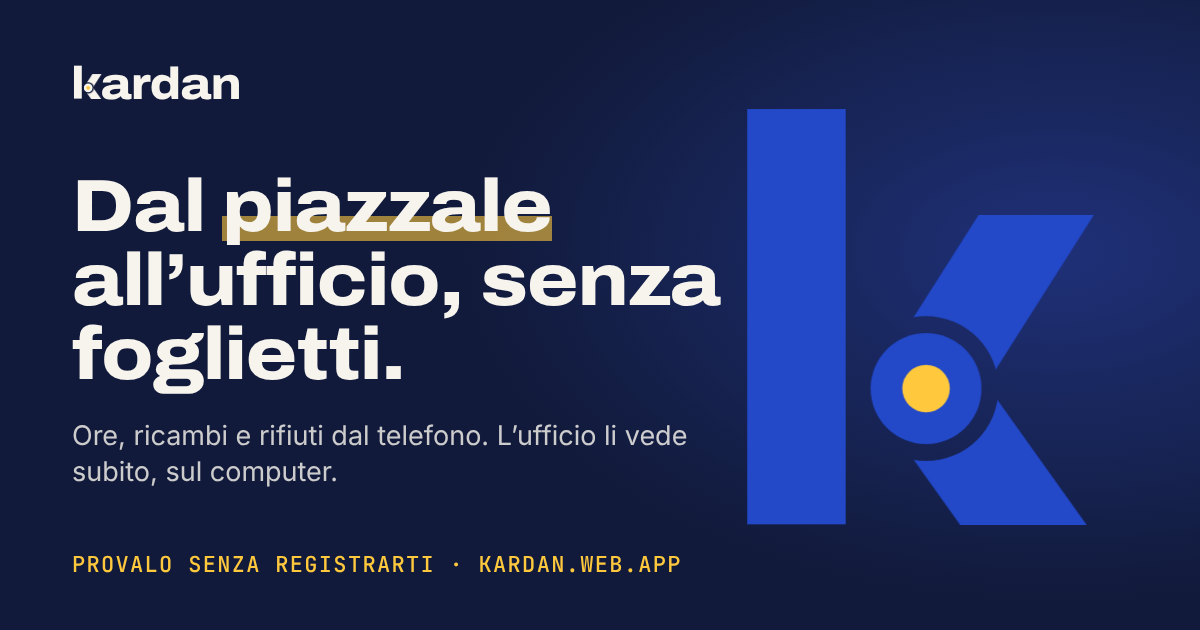 kardan
Dal piazzale
all’ufficio, senza
foglietti.
Ore, ricambi e rifiuti dal telefono. L’ufficio li vede
subito, sul computer.
PROVALO SENZA REGISTRARTI · KARDAN.WEB.APP